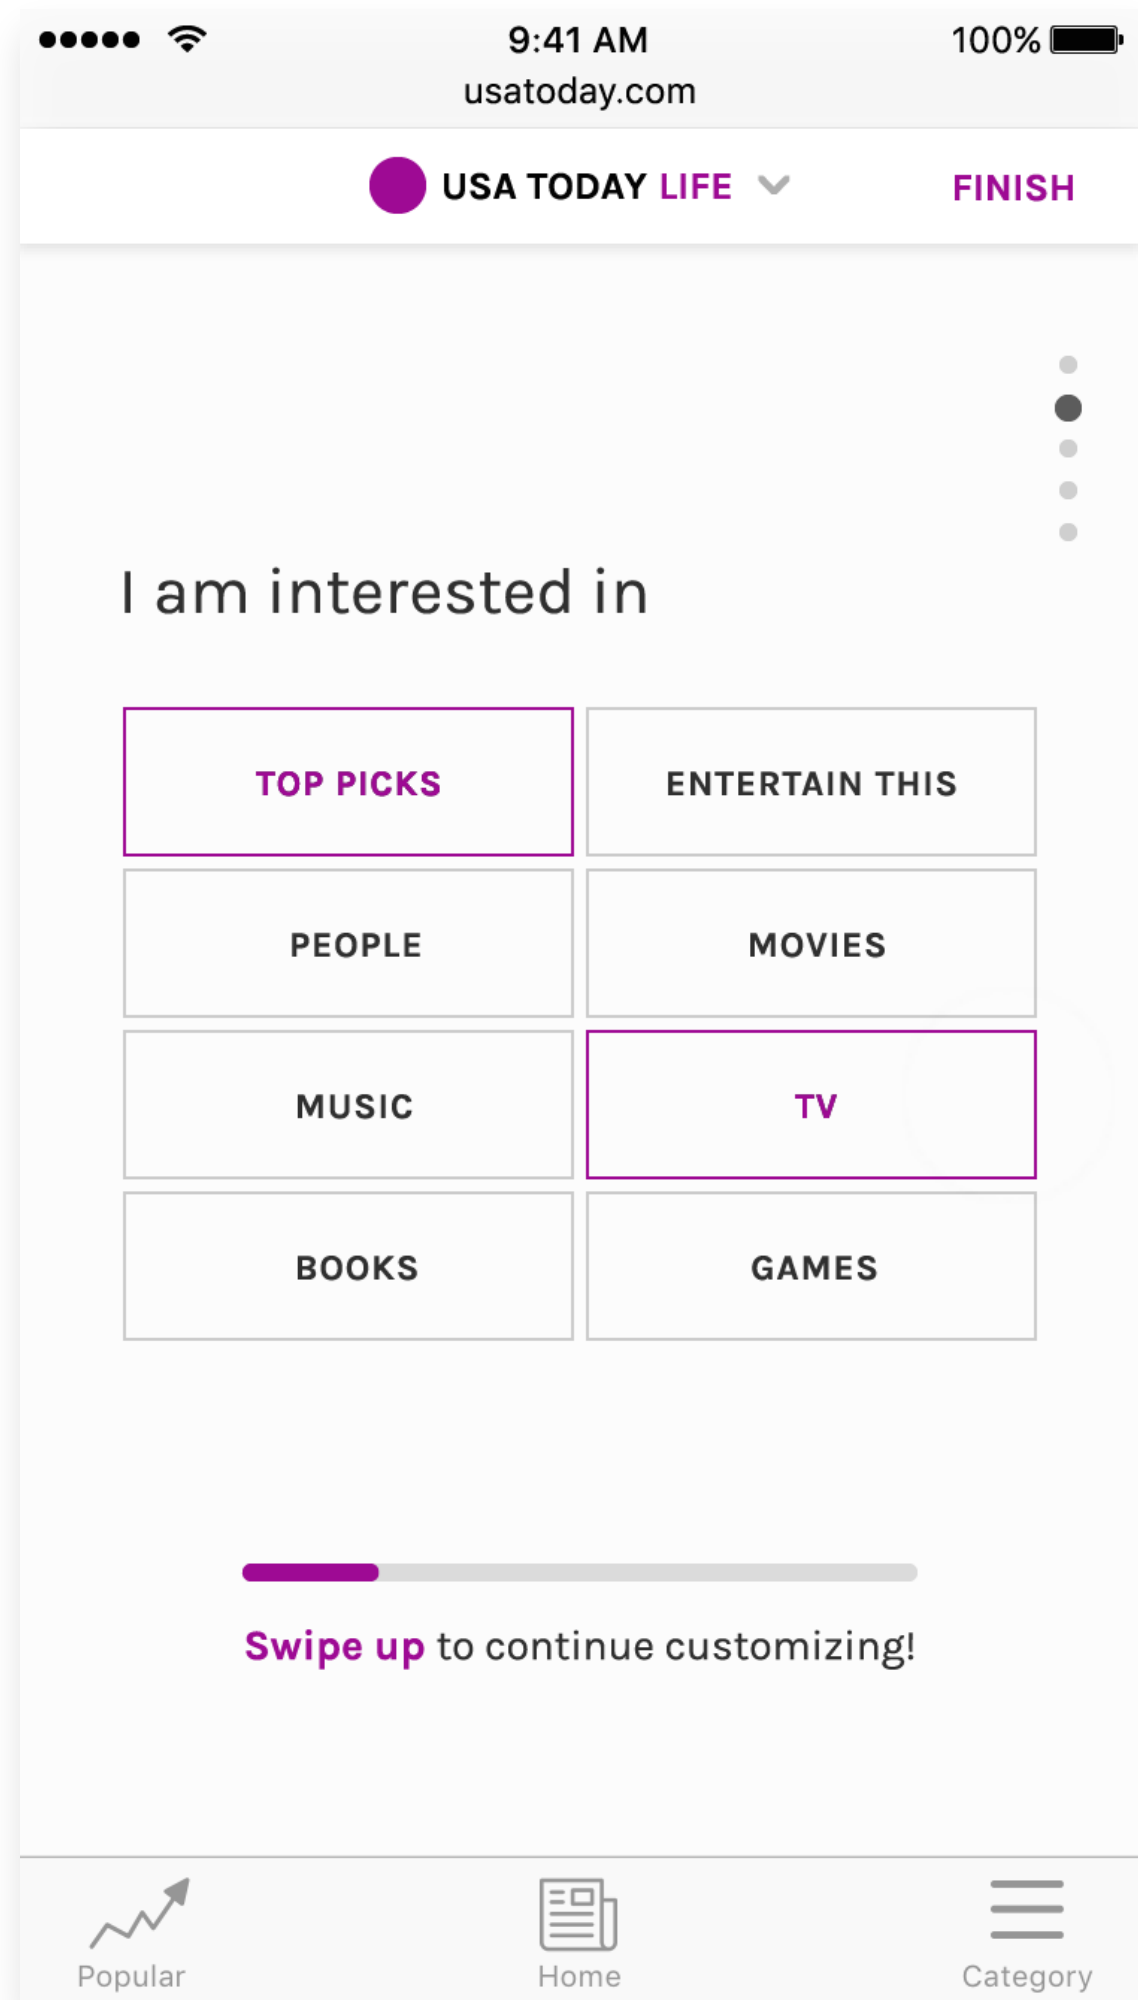 9:41 AM
100%
usatoday.com
USA TODAY LIFE
FINISH
I am interested in
TOP PICKS
ENTERTAIN THIS
PEOPLE
MOVIES
MUSIC
TV
BOOKS
GAMES
Swipe up to continue customizing!
Popular
Home
Category